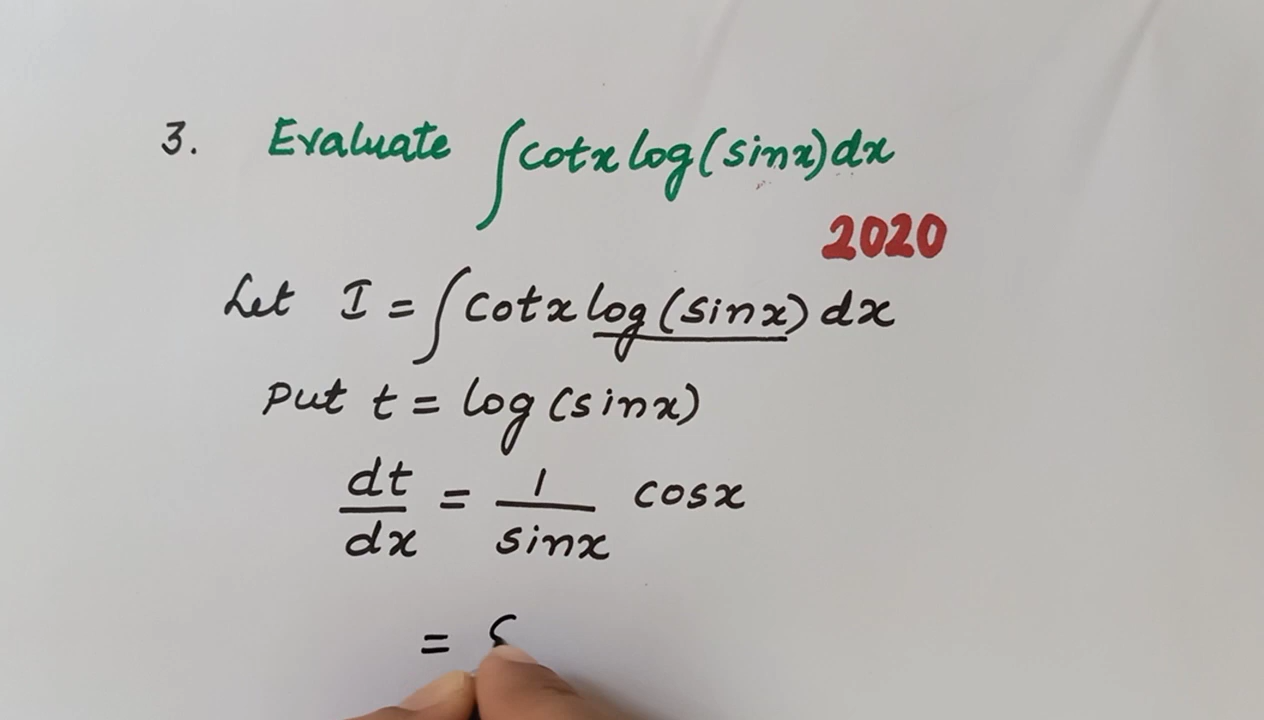 3. Evaluate ∫cotx log(sinx)dx
2020
Let I = ∫cotx log(sinx) dx
Put t = log(sinx)
dt/dx = 1/sinx cosx
=